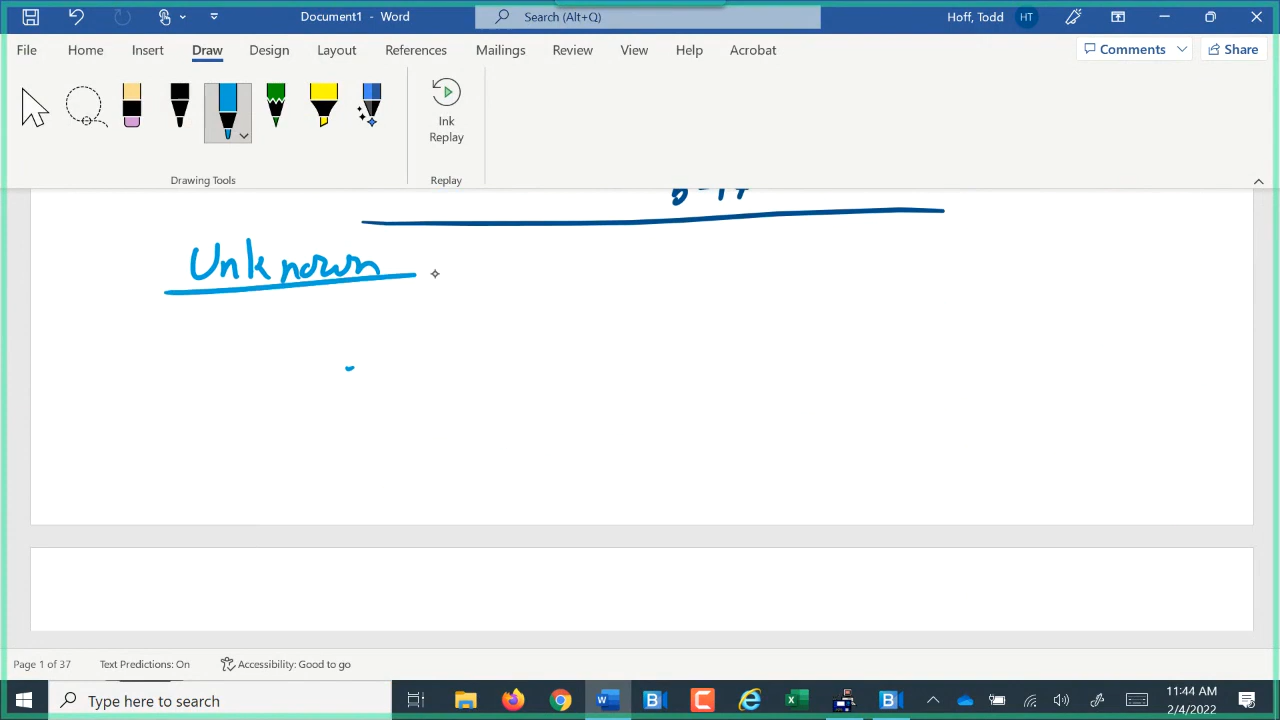 Document1 - Word
Search (Alt+Q)
Hoff, Todd
HT
File Home Insert Draw Design Layout References Mailings Review View Help Acrobat
Comments
Share
Ink
Replay
Drawing Tools
Replay
Unknown
Page 1 of 37
Text Predictions: On
Accessibility: Good to go
Type here to search
11:44 AM
2/4/2022